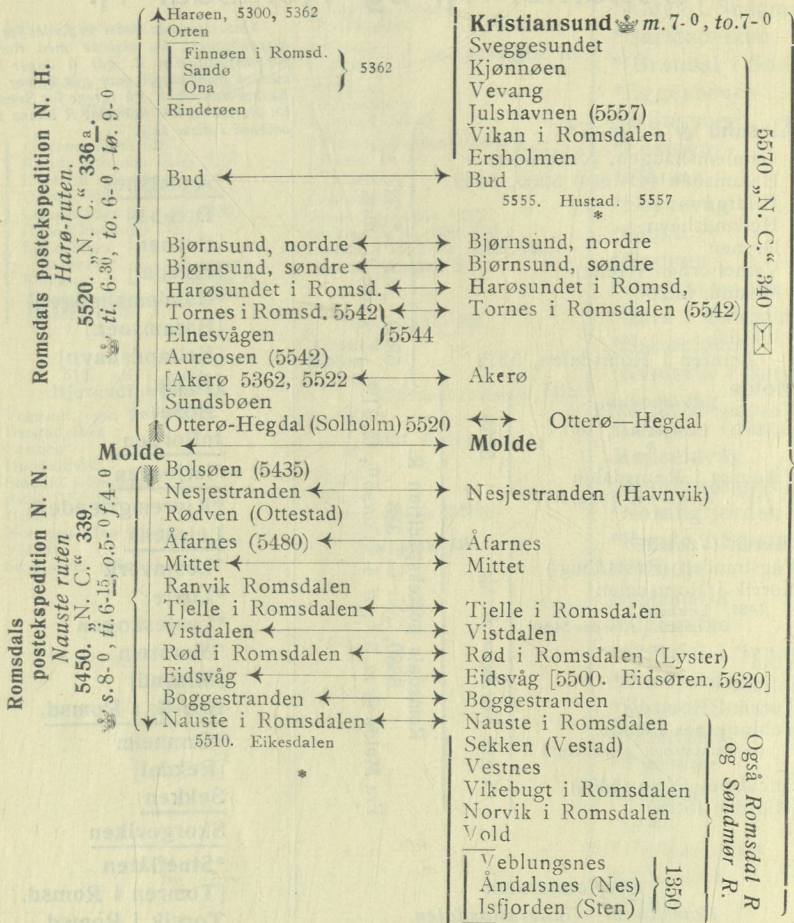 Harøen, 5300, 5362
Orten
Finnøen i Romsd.
Sandø
Ona
5362
Rinderøen
Bud
Bjørnsund, nordre
Bjørnsund, søndre
Harøsundet i Romsd.
Tornes i Romsd. 5542
Elnesvågen
5544
Aureosen (5542)
[Akerø 5362, 5522
Sundsbøen
Otterø-Hegdal (Solholm) 5520
Romsdals postekspedition N. H.
Harø-ruten.
5520. „N. C.“ 336a.
ti. 6-30, to. 6-0, lø. 9-0
Kristiansund m. 7-0, to. 7-0
Sveggesundet
Kjønnøen
Vevang
Julshavnen (5557)
Vikan i Romsdalen
Ersholmen
Bud
5555. Hustad. 5557
*
Bjørnsund, nordre
Bjørnsund, søndre
Harøsundet i Romsd,
Tornes i Romsdalen (5542)
Akerø
Otterø—Hegdal
5570 „N. C.“ 340
Molde
Molde
Bolsøen (5435)
Nesjestranden
Rødven (Ottestad)
Åfarnes (5480)
Mittet
Ranvik Romsdalen
Tjelle i Romsdalen
Vistdalen
Rød i Romsdalen
Eidsvåg
Boggestranden
Nauste i Romsdalen
5510. Eikesdalen
*
Romsdals
postekspedition N. N.
Nauste ruten
5450. „N. C.“ 339.
s. 8-0, ti. 6-15, o. 5-0 f. 4-0
Nesjestranden (Havnvik)
Åfarnes
Mittet
Tjelle i Romsdalen
Vistdalen
Rød i Romsdalen (Lyster)
Eidsvåg [5500. Eidsøren. 5620]
Boggestranden
Nauste i Romsdalen
Sekken (Vestad)
Vestnes
Vikebugt i Romsdalen
Norvik i Romsdalen
Vold
Veblungsnes
Åndalsnes (Nes)
Isfjorden (Sten)
1350
Også Romsdal R
og Søndmør R.